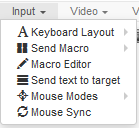 Input Video
Keyboard Layout
Send Macro
Macro Editor
Send text to target
Mouse Modes
Mouse Sync